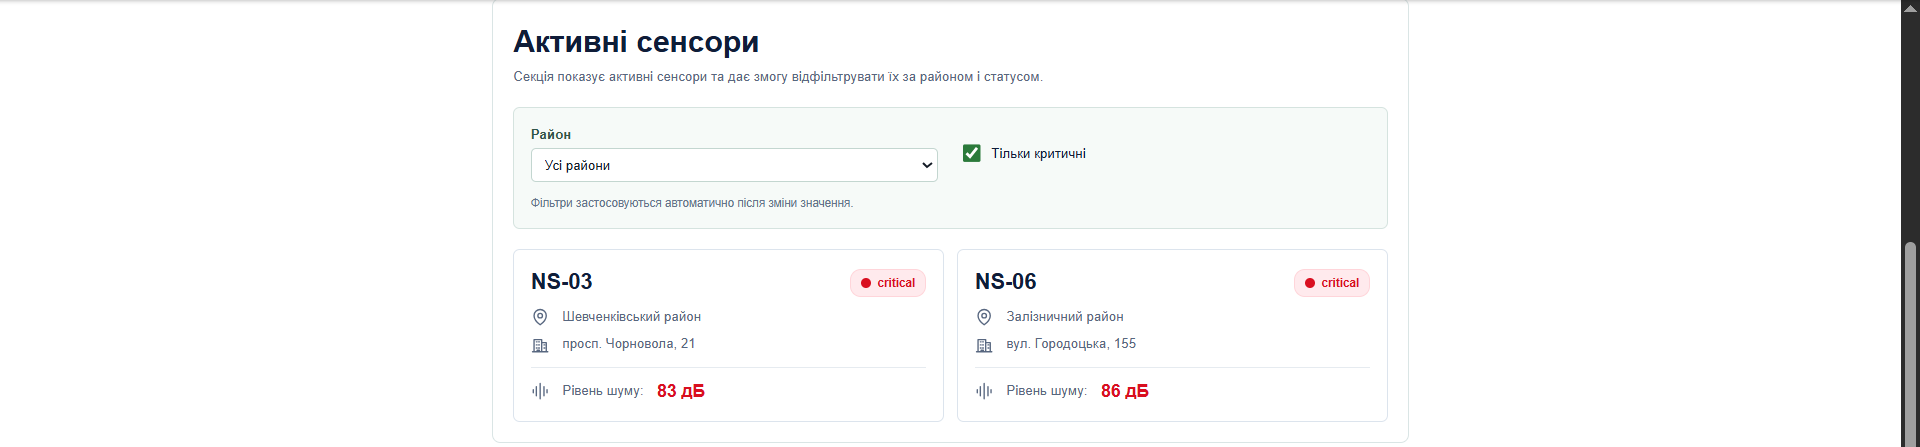 Активні сенсори
Секція показує активні сенсори та дає змогу відфільтрувати їх за районом і статусом.
Район
Усі райони
Тільки критичні
Фільтри застосовуються автоматично після зміни значення.
NS-03
critical
Шевченківський район
просп. Чорновола, 21
Рівень шуму: 83 дБ
NS-06
critical
Залізничний район
вул. Городоцька, 155
Рівень шуму: 86 дБ